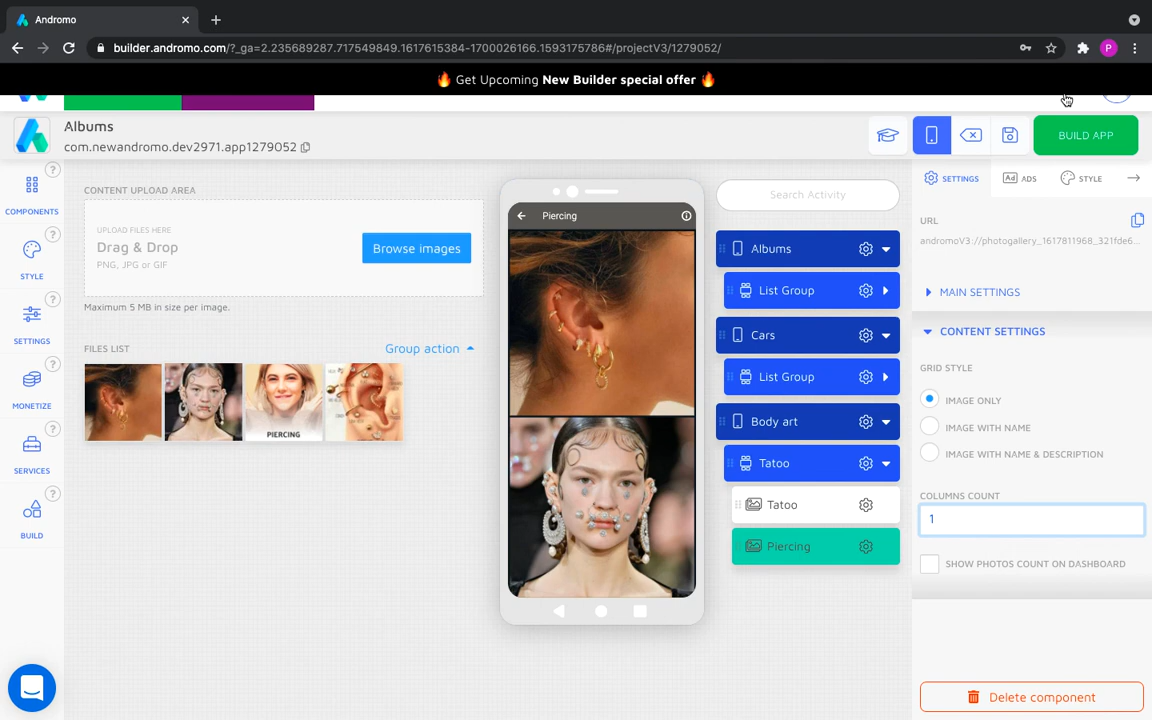 Andromo
builder.andromo.com/?_ga=2.235689287.717549849.1617615384-1700026166.1593175786#/projectV3/1279052/
P
🔥 Get Upcoming New Builder special offer 🔥
Albums
com.newandromo.dev2971.app1279052
BUILD APP
COMPONENTS
STYLE
SETTINGS
MONETIZE
SERVICES
BUILD
CONTENT UPLOAD AREA
UPLOAD FILES HERE
Drag & Drop
PNG, JPG or GIF
Browse images
Maximum 5 MB in size per image.
FILES LIST
Group action
PIERCING
Piercing
Search Activity
Albums
List Group
Cars
List Group
Body art
Tatoo
Tatoo
Piercing
SETTINGS
Ad ADS
STYLE
URL
andromoV3://photogallery_1617811968_321fde6...
MAIN SETTINGS
CONTENT SETTINGS
GRID STYLE
IMAGE ONLY
IMAGE WITH NAME
IMAGE WITH NAME & DESCRIPTION
COLUMNS COUNT
1
SHOW PHOTOS COUNT ON DASHBOARD
Delete component